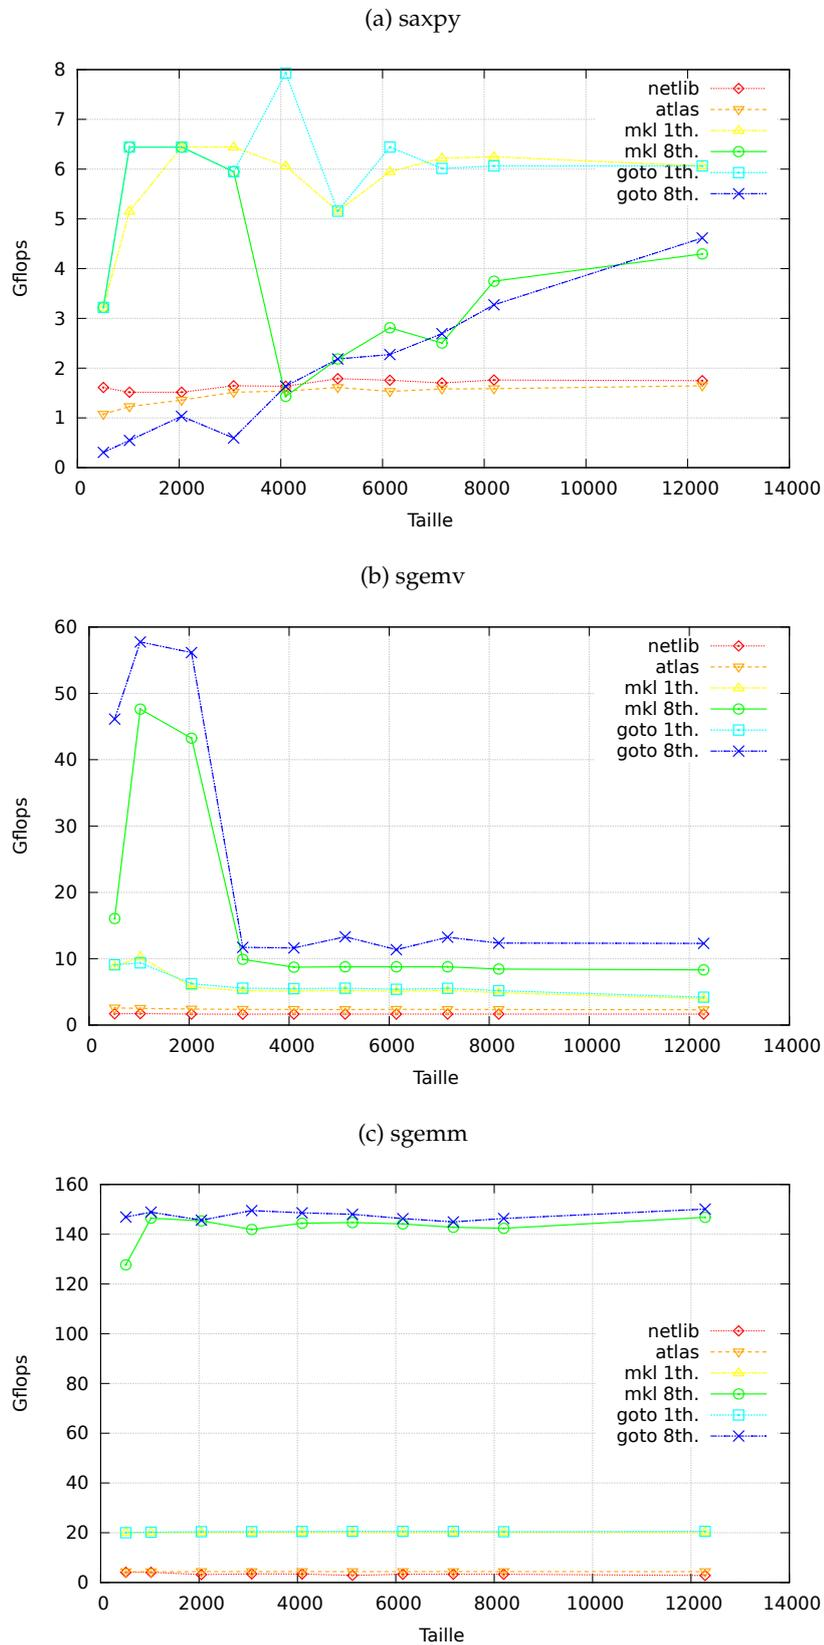 (a) saxpy
8
7
6
5
4
3
2
1
0
Gflops
netlib
atlas
mkl 1th.
mkl 8th.
goto 1th.
goto 8th.
0 2000 4000 6000 8000 10000 12000 14000
Taille
(b) sgemv
60
50
40
30
20
10
0
Gflops
netlib
atlas
mkl 1th.
mkl 8th.
goto 1th.
goto 8th.
0 2000 4000 6000 8000 10000 12000 14000
Taille
(c) sgemm
160
140
120
100
80
60
40
20
0
Gflops
netlib
atlas
mkl 1th.
mkl 8th.
goto 1th.
goto 8th.
0 2000 4000 6000 8000 10000 12000 14000
Taille